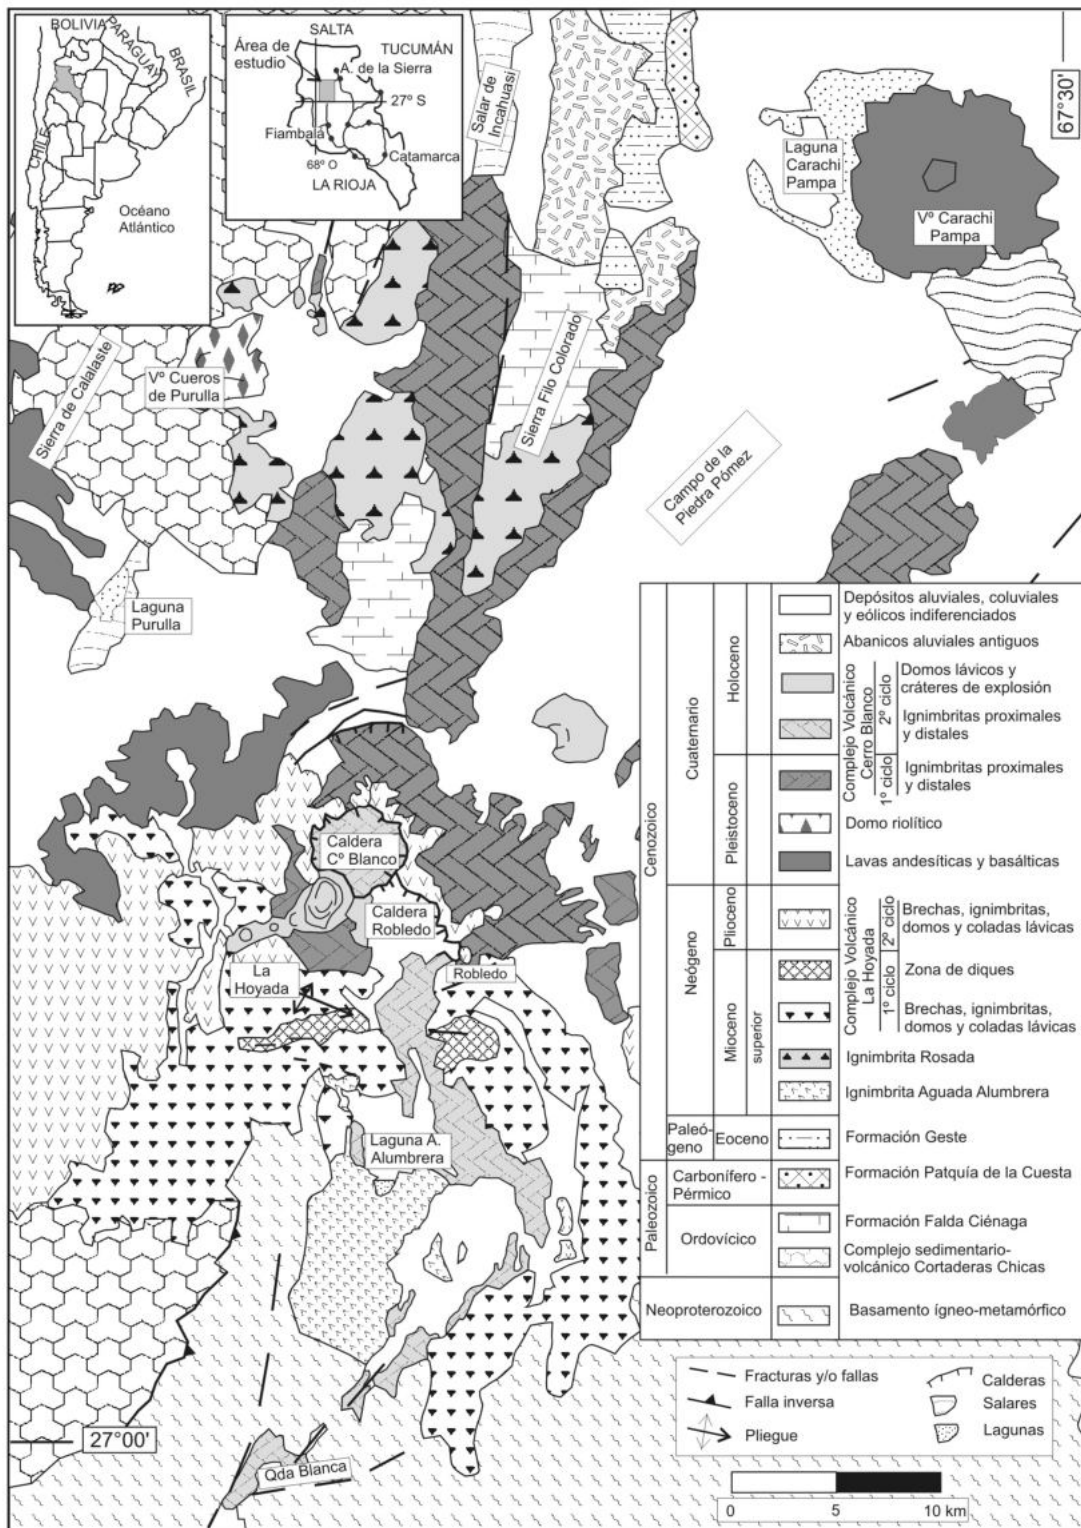 BOLIVIA
PARAGUAY
BRASIL
CHILE
Océano
Atlántico
SALTA
Área de
estudio
TUCUMÁN
A. de la Sierra
27º S
Fiambalá
68º O
Catamarca
LA RIOJA
Salar de
Incahuasi
67º30'
Laguna
Carachi
Pampa
Vº Carachi
Pampa
Sierra de Calalaste
Vº Cueros
de Purulla
Sierra Filo Colorado
Campo de la
Piedra Pómez
Laguna
Purulla
Caldera
Cº Blanco
Caldera
Robledo
La
Hoyada
Robledo
Laguna A.
Alumbrera
27º00'
Qda Blanca
Cenozoico
Cuaternario
Holoceno
Depósitos aluviales, coluviales
y eólicos indiferenciados
Abanicos aluviales antiguos
Complejo Volcánico
Cerro Blanco
2º ciclo
Domos lávicos y
cráteres de explosión
Ignimbritas proximales
y distales
Pleistoceno
1º ciclo
Ignimbritas proximales
y distales
Domo riolítico
Lavas andesíticas y basálticas
Neógeno
Plioceno
Complejo Volcánico
La Hoyada
2º ciclo
Brechas, ignimbritas,
domos y coladas lávicas
Mioceno
superior
1º ciclo
Zona de diques
Brechas, ignimbritas,
domos y coladas lávicas
Ignimbrita Rosada
Ignimbrita Aguada Alumbrera
Paleó-
geno
Eoceno
Formación Geste
Paleozoico
Carbonífero -
Pérmico
Formación Patquía de la Cuesta
Ordovícico
Formación Falda Ciénaga
Complejo sedimentario-
volcánico Cortaderas Chicas
Neoproterozoico
Basamento ígneo-metamórfico
Fracturas y/o fallas
Falla inversa
Pliegue
Calderas
Salares
Lagunas
0 5 10 km